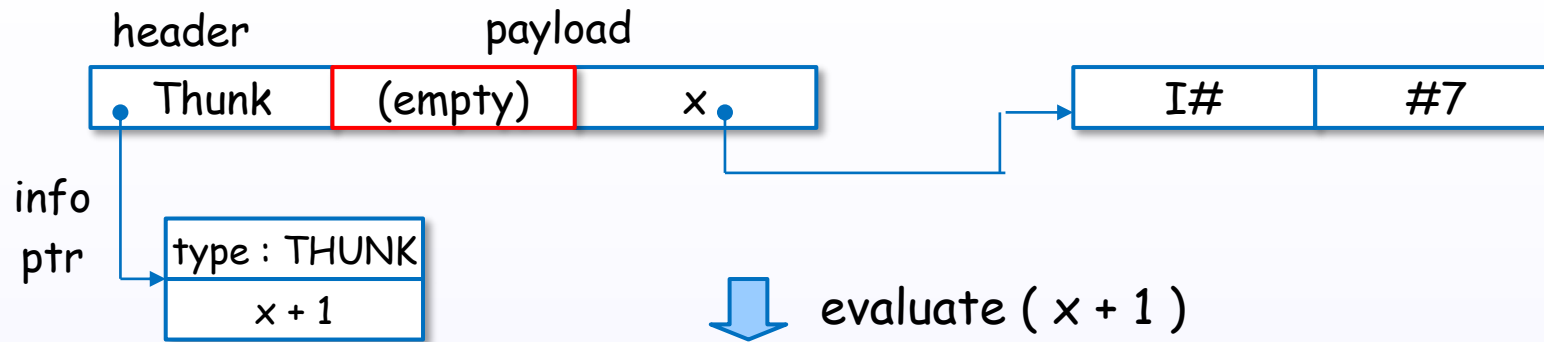 header payload
Thunk (empty) x I# #7
info
ptr
type : THUNK
x + 1
evaluate ( x + 1 )